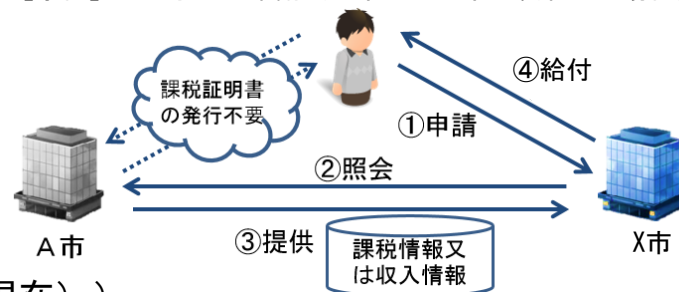 課税証明書
の発行不要
④給付
①申請
②照会
A市
③提供
課税情報又
は収入情報
X市